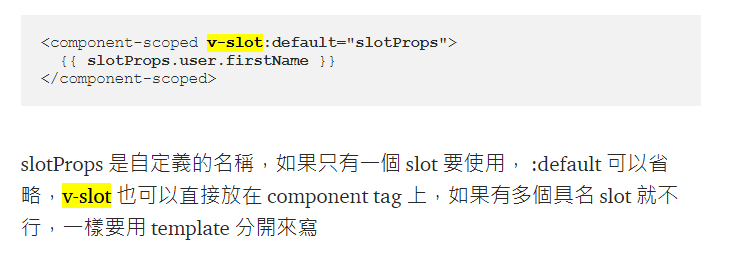 <component-scoped v-slot:default="slotProps">
{{ slotProps.user.firstName }}
</component-scoped>
slotProps 是自定義的名稱，如果只有一個 slot 要使用， :default 可以省
略，v-slot 也可以直接放在 component tag 上，如果有多個具名 slot 就不
行，一樣要用 template 分開來寫